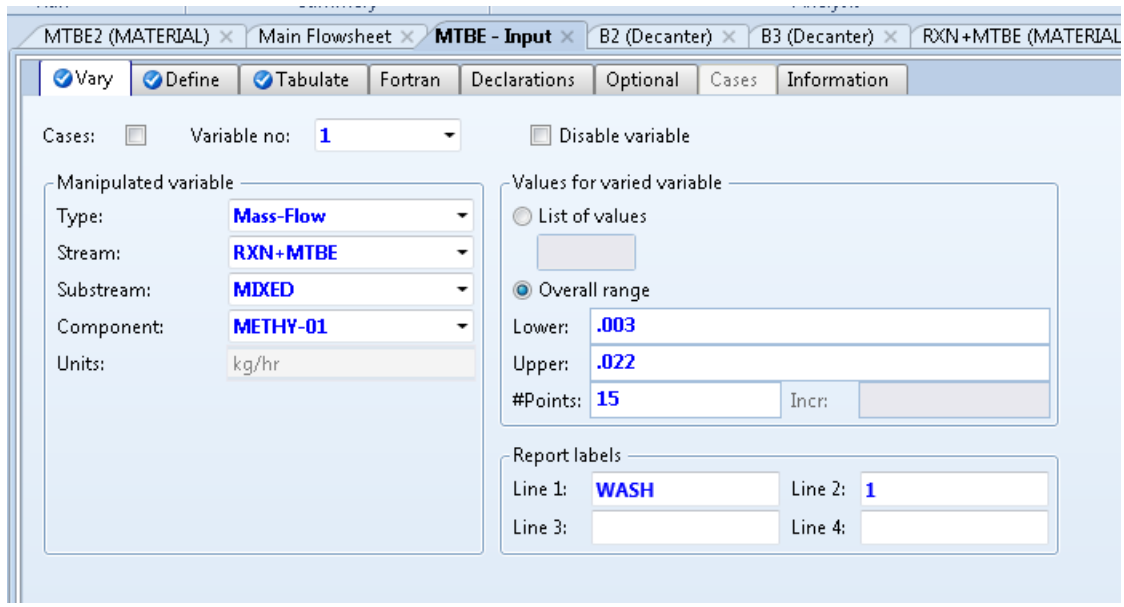 MTBE2 (MATERIAL) Main Flowsheet MTBE - Input B2 (Decanter) B3 (Decanter) RXN+MTBE (MATERIAL
Vary Define Tabulate Fortran Declarations Optional Cases Information
Cases: Variable no: 1 Disable variable
Manipulated variable
Type: Mass-Flow
Stream: RXN+MTBE
Substream: MIXED
Component: METHY-01
Units: kg/hr
Values for varied variable
List of values
Overall range
Lower: .003
Upper: .022
#Points: 15 Incr:
Report labels
Line 1: WASH Line 2: 1
Line 3: Line 4: